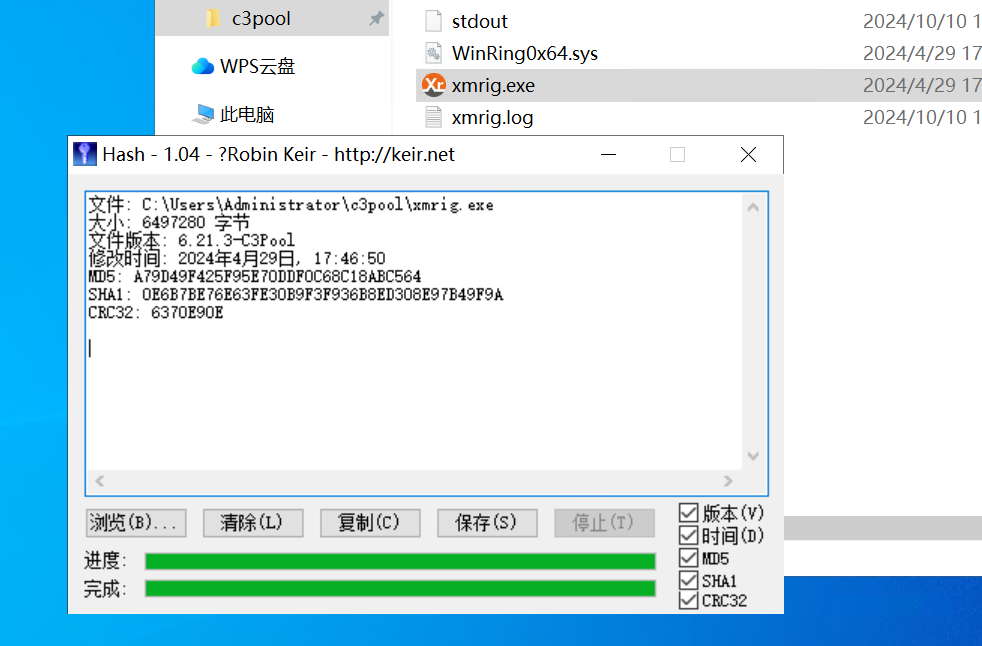 c3pool
stdout
2024/10/10 1
WPS云盘
WinRing0x64.sys
2024/4/29 17
Xr
xmrig.exe
2024/4/29 17
此电脑
xmrig.log
2024/10/10 1
Hash - 1.04 - ?Robin Keir - http://keir.net
文件: C:\Users\Administrator\c3pool\xmrig.exe
大小: 6497280 字节
文件版本: 6.21.3-C3Pool
修改时间: 2024年4月29日, 17:46:50
MD5: A79D49F425F95E70DDF0C68C18ABC564
SHA1: 0E6B7BE76E63FE30B9F3F936B8ED308E97B49F9A
CRC32: 6370E90E
浏览(B)...
清除(L)
复制(C)
保存(S)
停止(T)
版本(V)
时间(D)
MD5
SHA1
CRC32
进度:
完成: